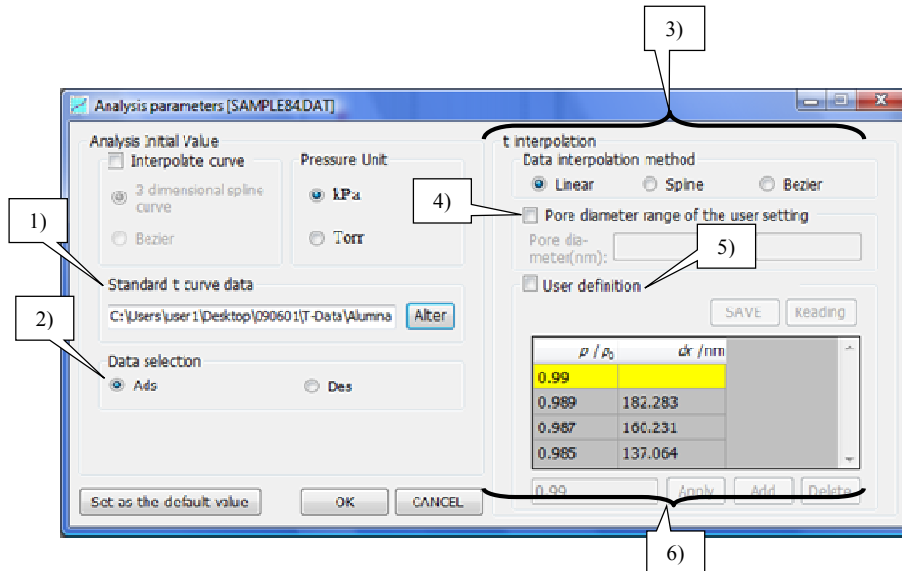 3)
Analysis parameters [SAMPLE84.DAT]
Analysis Initial Value
Interpolate curve
3 dimensional spline
curve
Bezier
Pressure Unit
kPa
Torr
1)
Standard t curve data
C:\Users\user1\Desktop\090601\T-Data\Alumna
Alter
2)
Data selection
Ads
Des
Set as the default value
OK
CANCEL
t interpolation
Data interpolation method
Linear
Spine
Bezier
4)
Pore diameter range of the user setting
Pore dia-
meter(nm):
5)
User definition
SAVE
Reading
p / p0 dx /nm
0.99
0.989 182.283
0.987 160.231
0.985 137.064
0.99
Apply
Add
Delete
6)